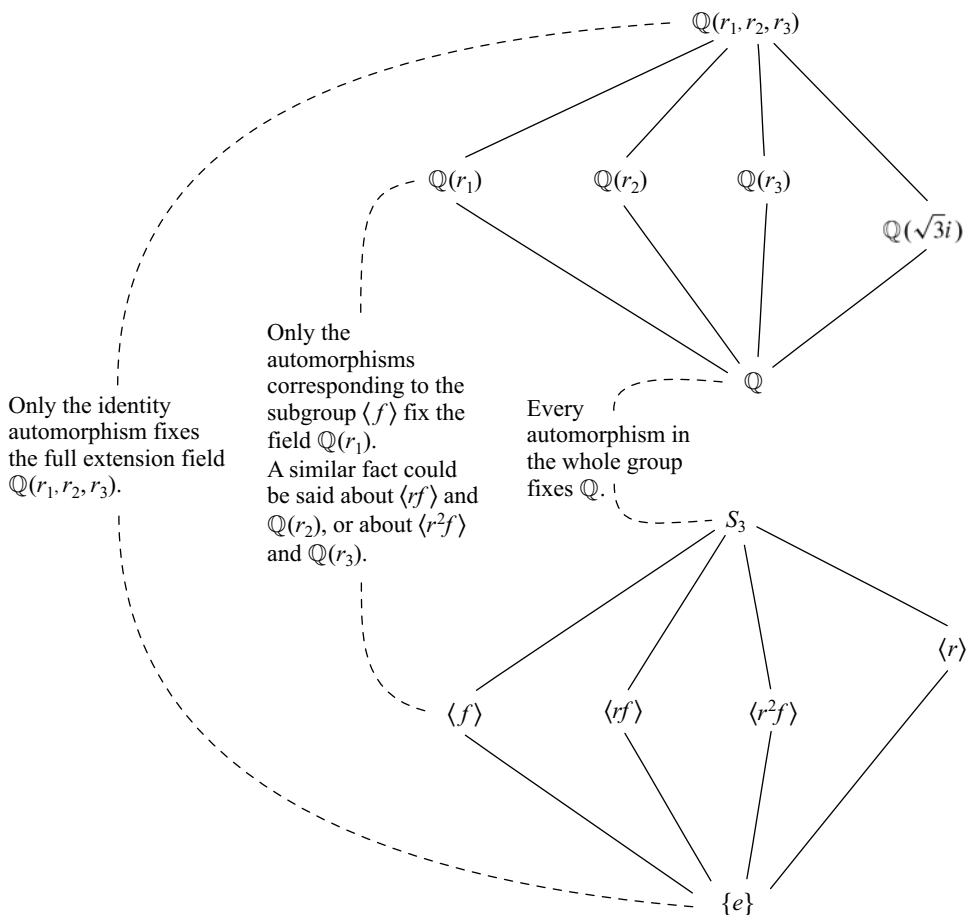 ℚ(r₁, r₂, r₃)
ℚ(r₁)
ℚ(r₂)
ℚ(r₃)
ℚ(√3i)
ℚ
Only the identity
automorphism fixes
the full extension field
ℚ(r₁, r₂, r₃).
Only the
automorphisms
corresponding to the
subgroup ⟨f⟩ fix the
field ℚ(r₁).
A similar fact could
be said about ⟨rf⟩ and
ℚ(r₂), or about ⟨r²f⟩
and ℚ(r₃).
Every
automorphism in
the whole group
fixes ℚ.
S₃
⟨r⟩
⟨f⟩
⟨rf⟩
⟨r²f⟩
{e}